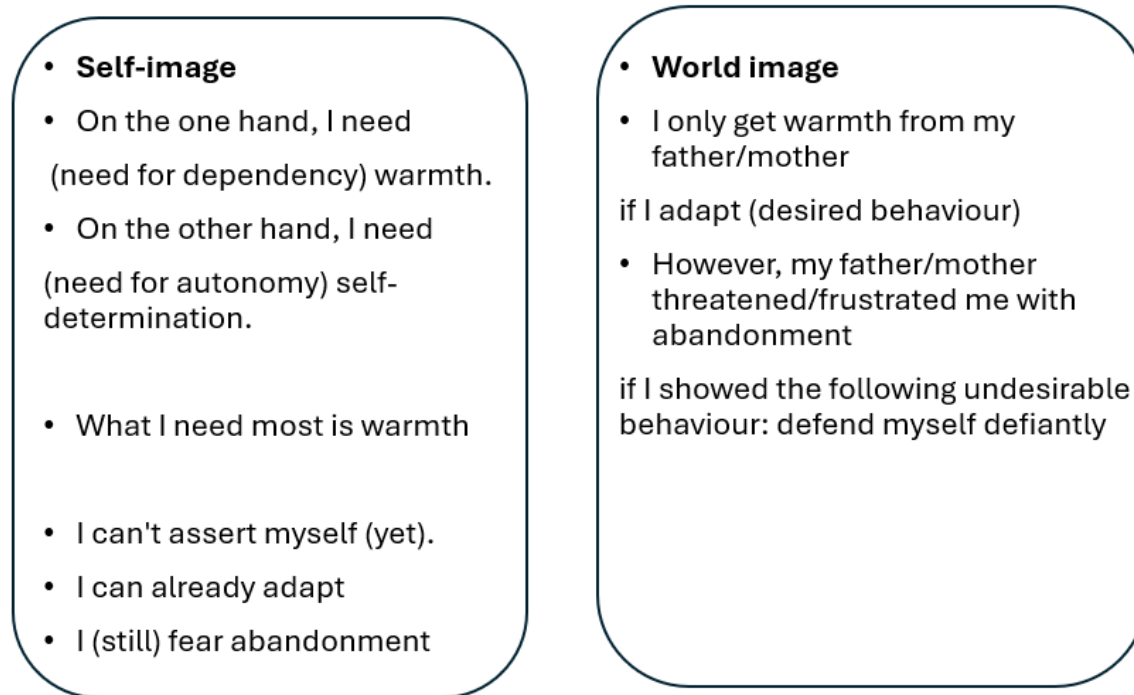 • Self-image
• On the one hand, I need
(need for dependency) warmth.
• On the other hand, I need
(need for autonomy) self-
determination.
• What I need most is warmth
• I can't assert myself (yet).
• I can already adapt
• I (still) fear abandonment
• World image
• I only get warmth from my
father/mother
if I adapt (desired behaviour)
• However, my father/mother
threatened/frustrated me with
abandonment
if I showed the following undesirable
behaviour: defend myself defiantly